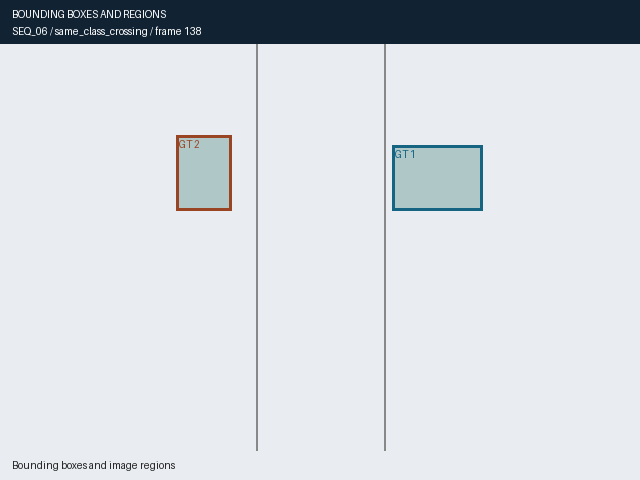 BOUNDING BOXES AND REGIONS
SEQ_06 / same_class_crossing / frame 138
GT2
GT1
Bounding boxes and image regions